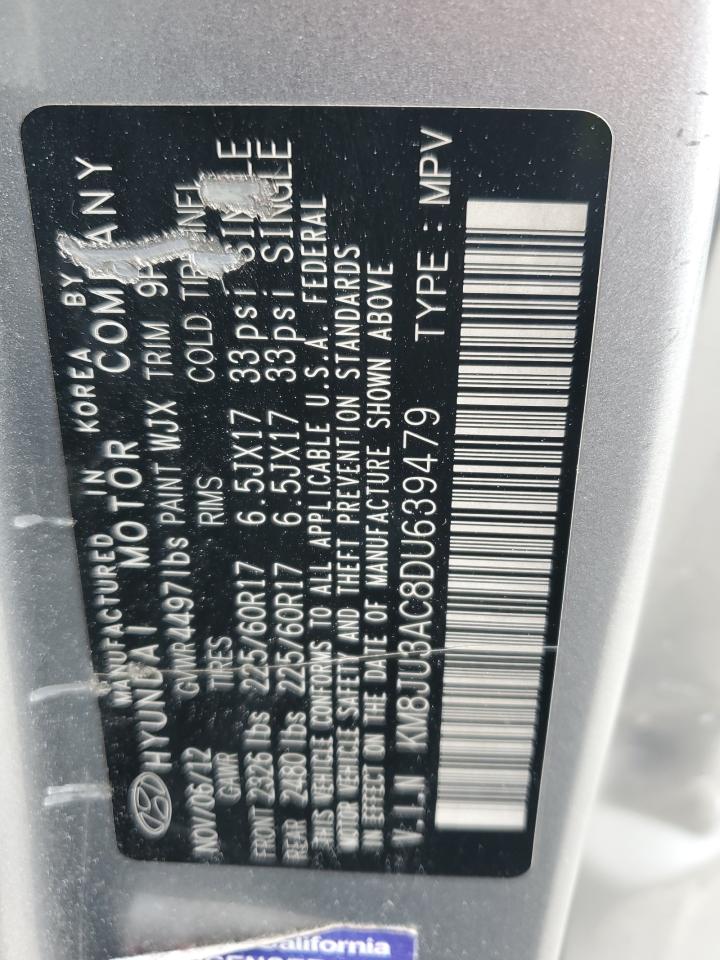 MANUFACTURED IN KOREA BY
HYUNDAI MOTOR COMPANY
NOV/06/12 GVWR 4497lbs PAINT WJX TRIM
GAWR TIRES RIMS COLD
FRONT 2326 lbs 225/60R17 6.5JX17 33psi SINGLE
REAR 2480 lbs 225/60R17 6.5JX17 33psi SINGLE
THIS VEHICLE CONFORMS TO ALL APPLICABLE U.S.A. FEDERAL
MOTOR VEHICLE SAFETY AND THEFT PREVENTION STANDARDS
IN EFFECT ON THE DATE OF MANUFACTURE SHOWN ABOVE
V.I.N KM8JU3AC8DU639479 TYPE : MPV
California